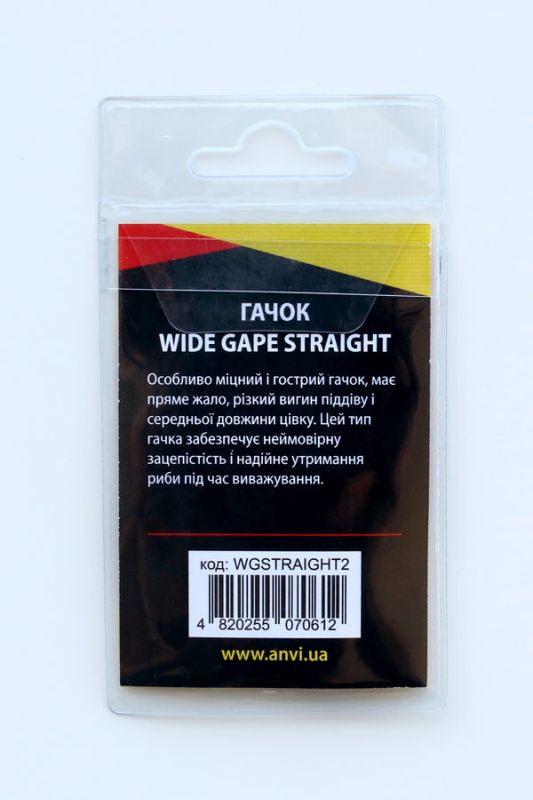 ГАЧОК
WIDE GAPE STRAIGHT
Особливо міцний і гострий гачок, має
пряме жало, різкий вигин піддіву і
середньої довжини цівку. Цей тип
гачка забезпечує неймовірну
зацепістість і надійне утримання
риби під час виважування.
код: WGSTRAIGHT2
4 820255 070612
www.anvi.ua